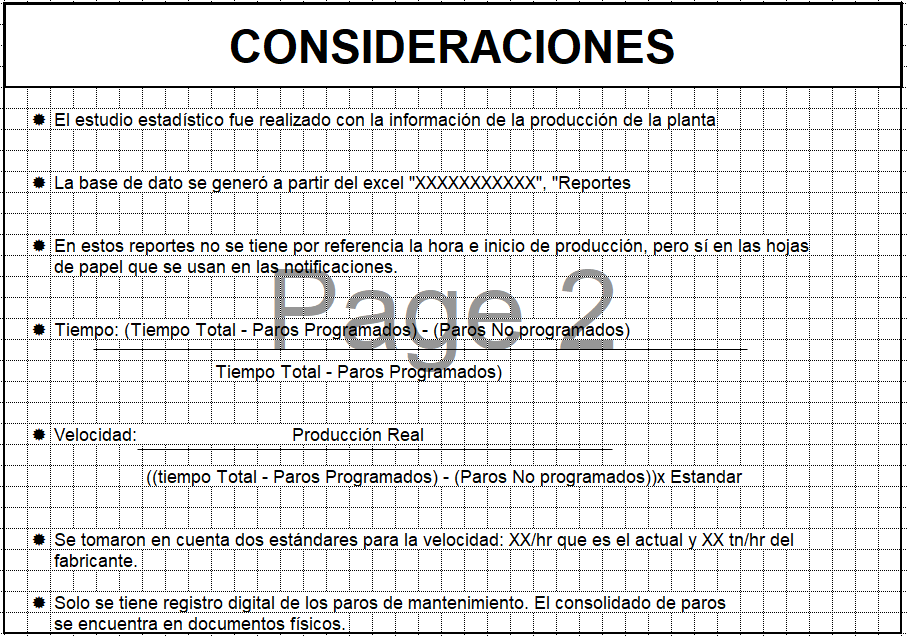 CONSIDERACIONES
✹ El estudio estadístico fue realizado con la información de la producción de la planta
✹ La base de dato se generó a partir del excel "XXXXXXXXXXX", "Reportes
✹ En estos reportes no se tiene por referencia la hora e inicio de producción, pero sí en las hojas
de papel que se usan en las notificaciones.
Page 2
✹ Tiempo: (Tiempo Total - Paros Programados) - (Paros No programados)
Tiempo Total - Paros Programados)
✹ Velocidad: Producción Real
((tiempo Total - Paros Programados) - (Paros No programados))x Estandar
✹ Se tomaron en cuenta dos estándares para la velocidad: XX/hr que es el actual y XX tn/hr del
fabricante.
✹ Solo se tiene registro digital de los paros de mantenimiento. El consolidado de paros
se encuentra en documentos físicos.